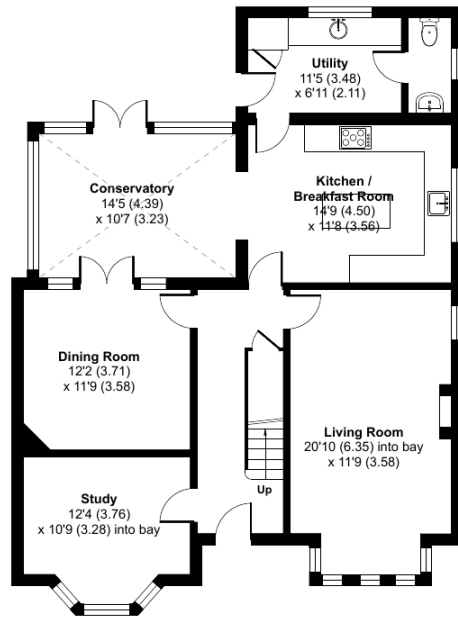 Utility
11'5 (3.48)
x 6'11 (2.11)
Conservatory
14'5 (4.39)
x 10'7 (3.23)
Kitchen /
Breakfast Room
14'9 (4.50)
x 11'8 (3.56)
Dining Room
12'2 (3.71)
x 11'9 (3.58)
Living Room
20'10 (6.35) into bay
x 11'9 (3.58)
Study
12'4 (3.76)
x 10'9 (3.28) into bay
Up